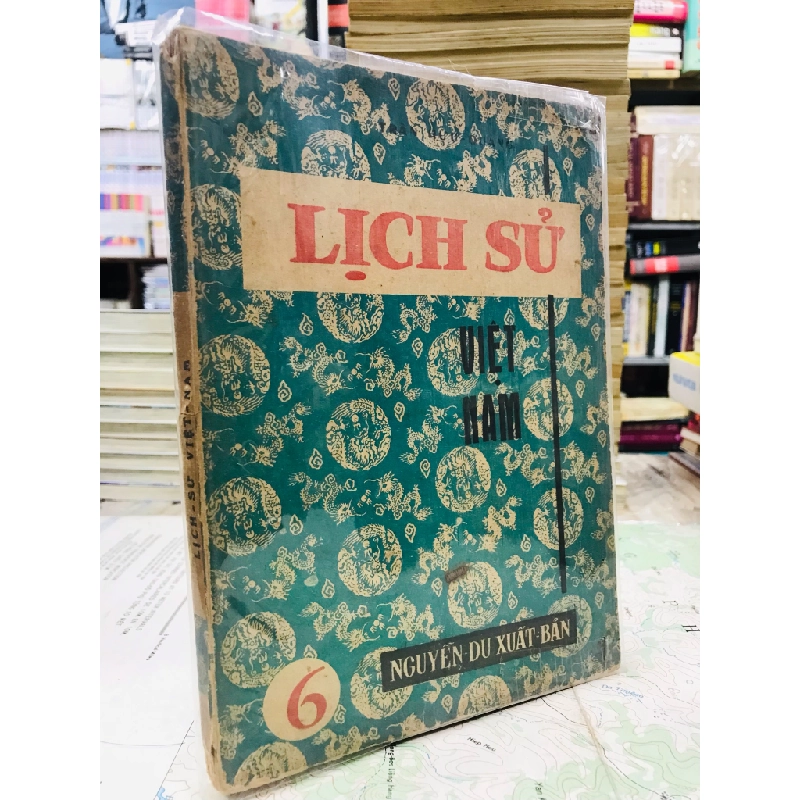 LỊCH SỬ
VIỆT
NAM
NGUYỄN-DU XUẤT-BẢN
6
LỊCH-SỬ VIỆT-NAM